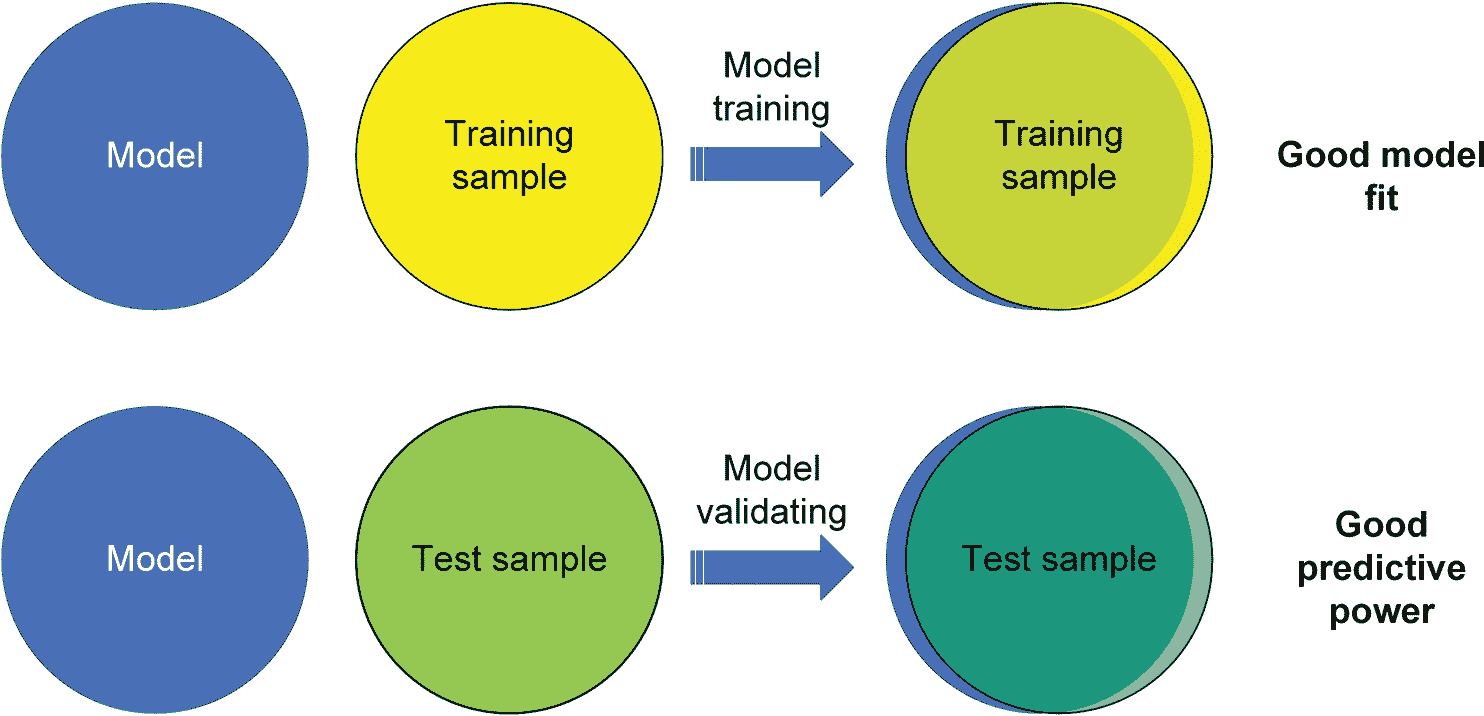 Model
Training
sample
Model
training
Training
sample
Good model
fit
Model
Test sample
Model
validating
Test sample
Good
predictive
power